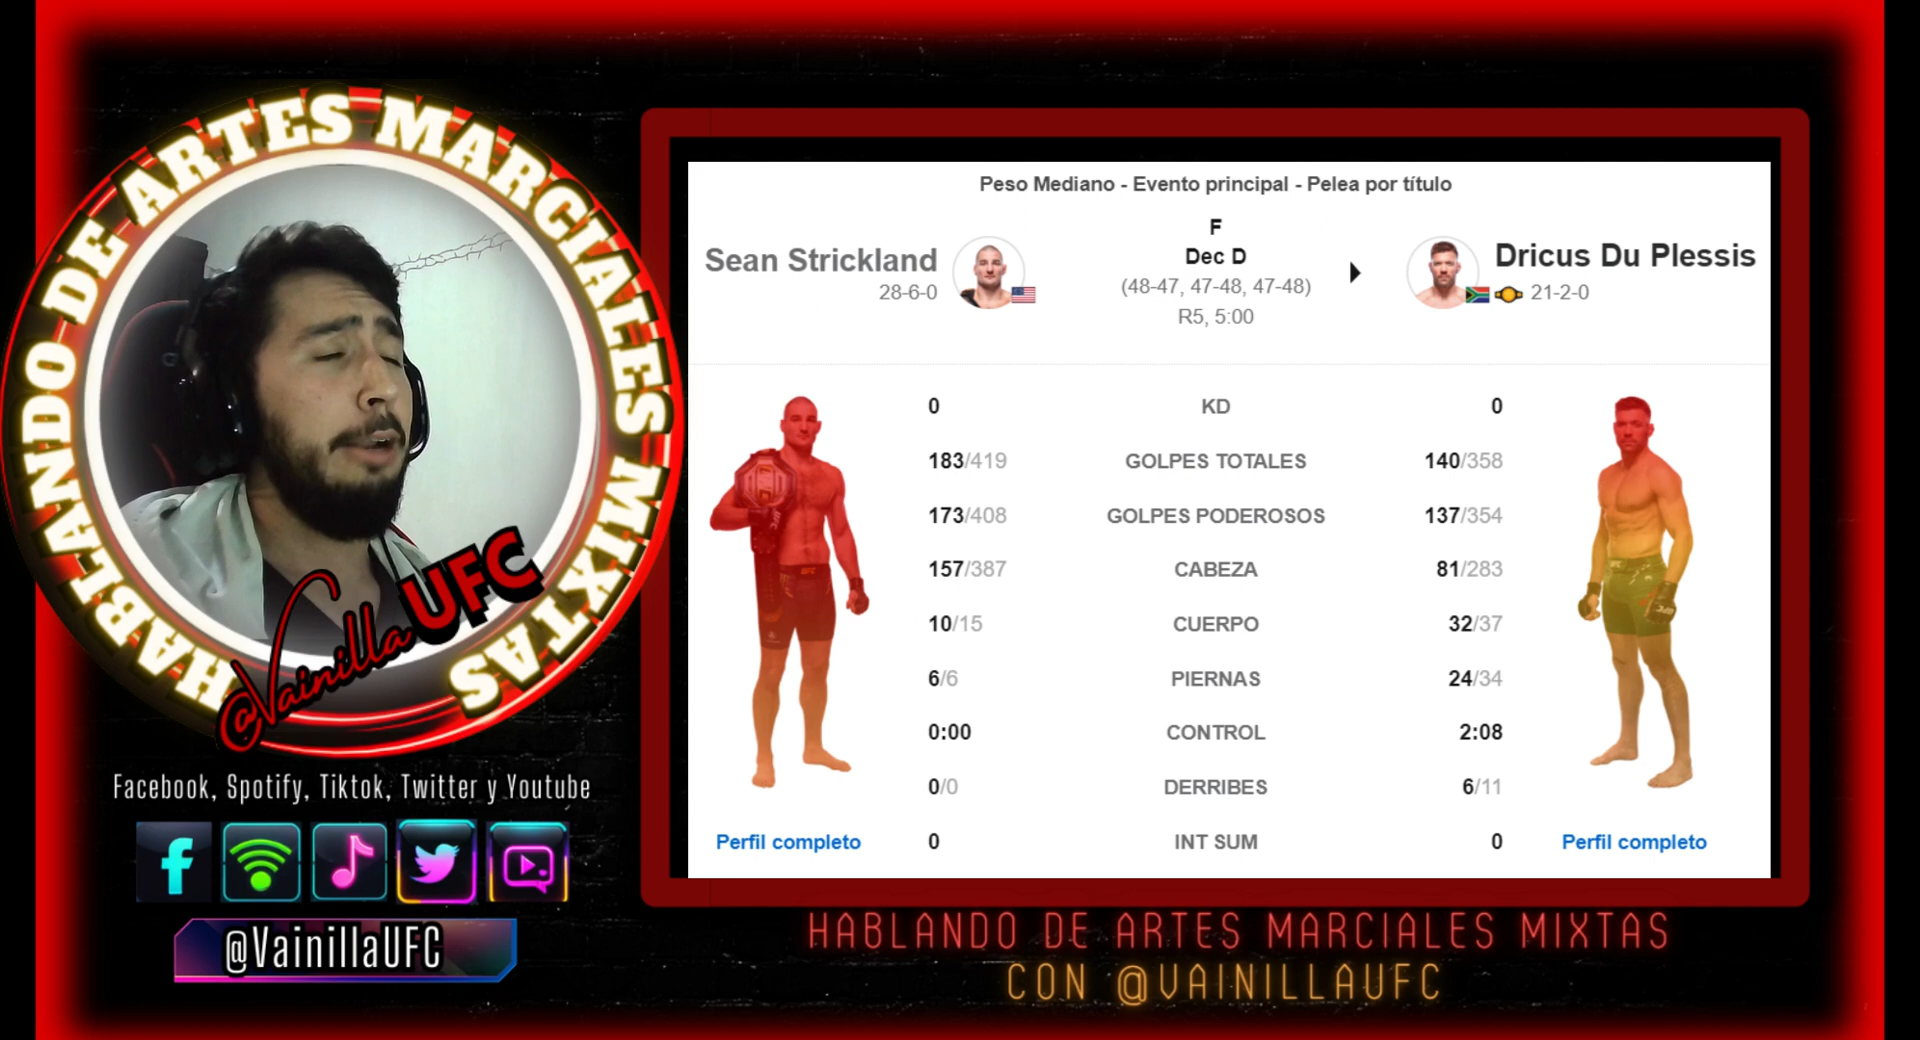 HABLANDO DE ARTES MARCIALES MIXTAS
@Vainilla UFC
Facebook, Spotify, Tiktok, Twitter y Youtube
@VainillaUFC
Peso Mediano - Evento principal - Pelea por título
Sean Strickland
28-6-0
F
Dec D
(48-47, 47-48, 47-48)
R5, 5:00
Dricus Du Plessis
21-2-0
0 KD 0
183/419 GOLPES TOTALES 140/358
173/408 GOLPES PODEROSOS 137/354
157/387 CABEZA 81/283
10/15 CUERPO 32/37
6/6 PIERNAS 24/34
0:00 CONTROL 2:08
0/0 DERRIBES 6/11
Perfil completo 0 INT SUM 0 Perfil completo
HABLANDO DE ARTES MARCIALES MIXTAS
CON @VAINILLAUFC